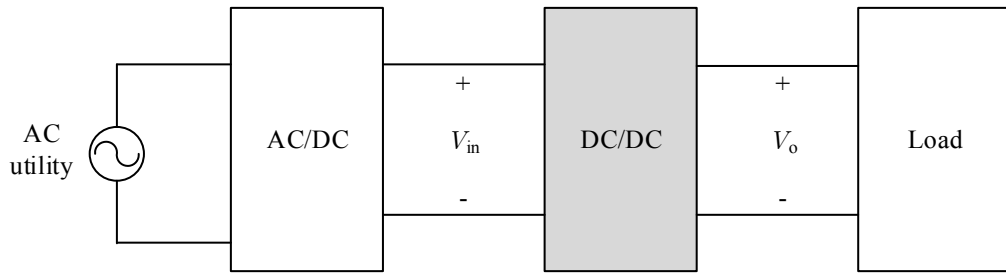 AC
utility
AC/DC
+
V_in
-
DC/DC
+
V_o
-
Load